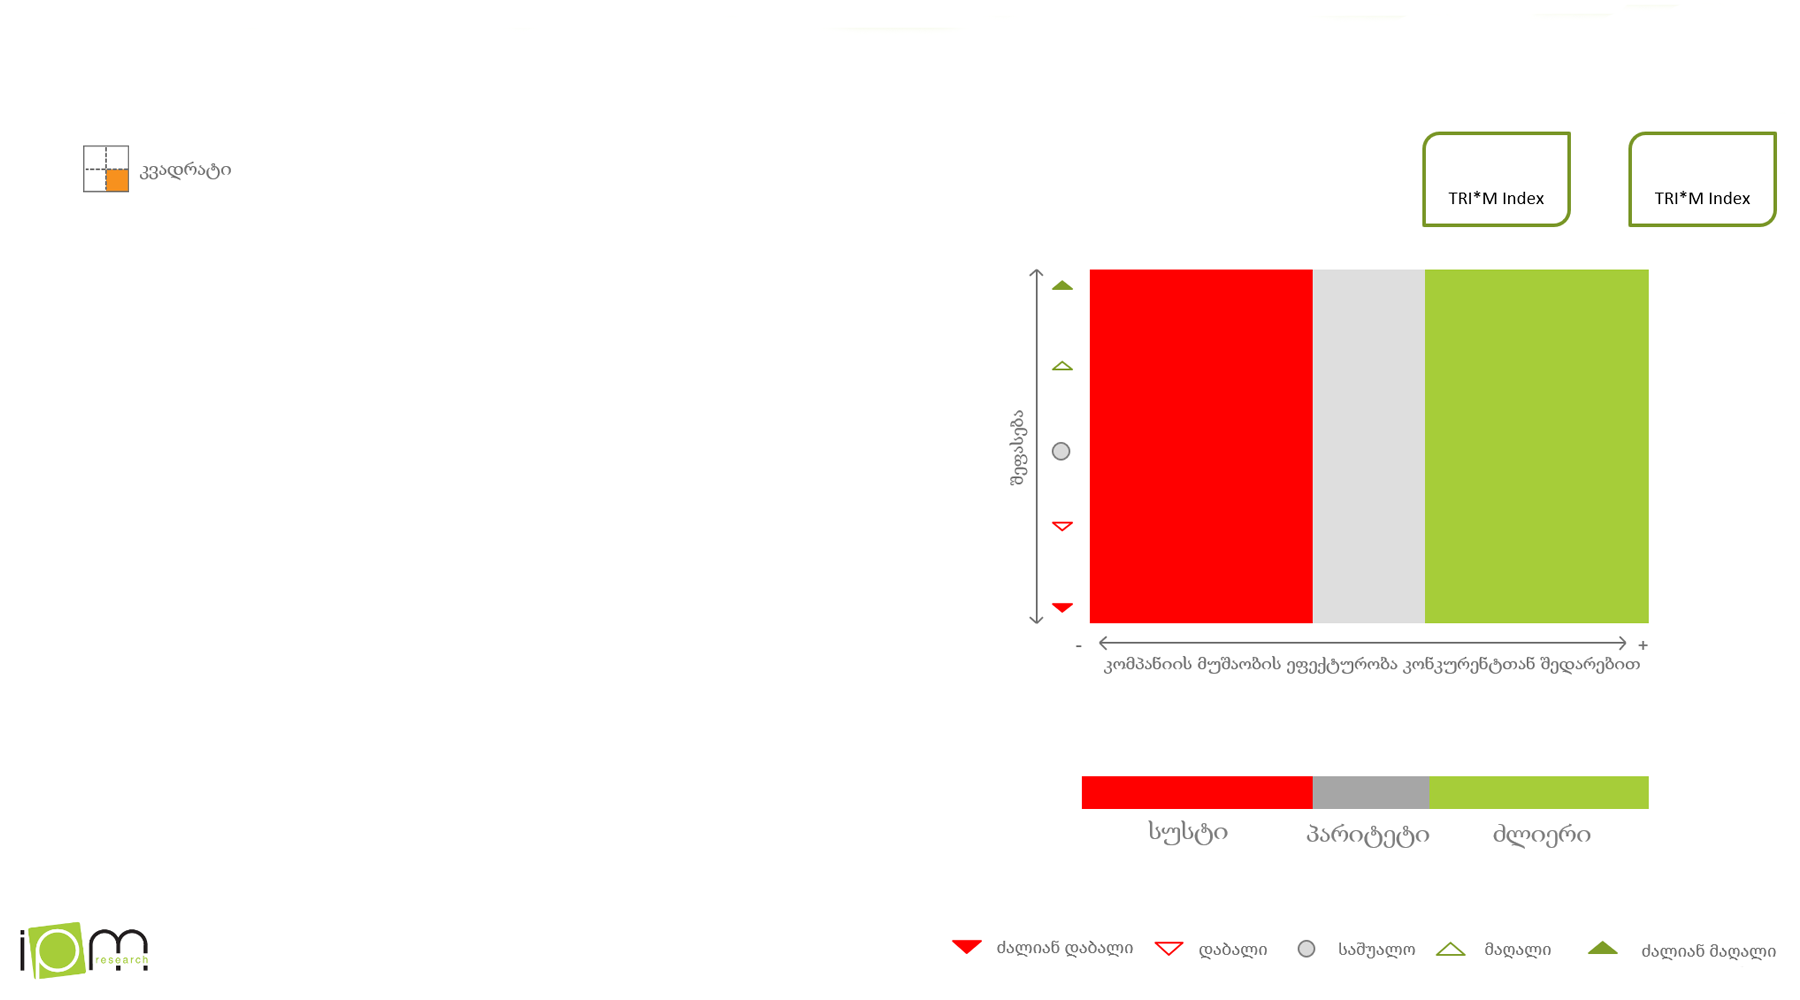 კვადრატი
TRI*M Index
TRI*M Index
შეფასება
- +
კომპანიის მუშაობის ეფექტურობა კონკურენტთან შედარებით
სუსტი
პარიტეტი
ძლიერი
ipm
research
ძალიან დაბალი
დაბალი
საშუალო
მაღალი
ძალიან მაღალი